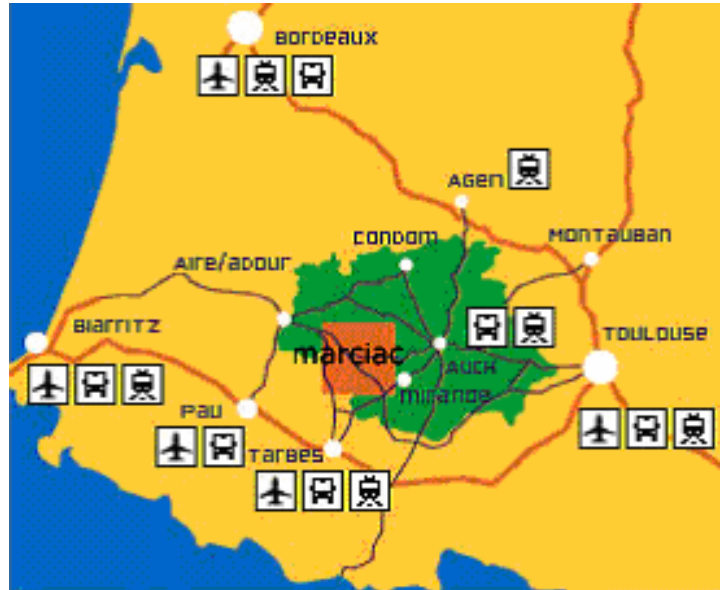 BORDEAUX
AGEN
CONDOM
MONTAUBAN
AIRE/ADOUR
BIARRITZ
TOULOUSE
marciac
AUCH
mirande
PAU
TARBES